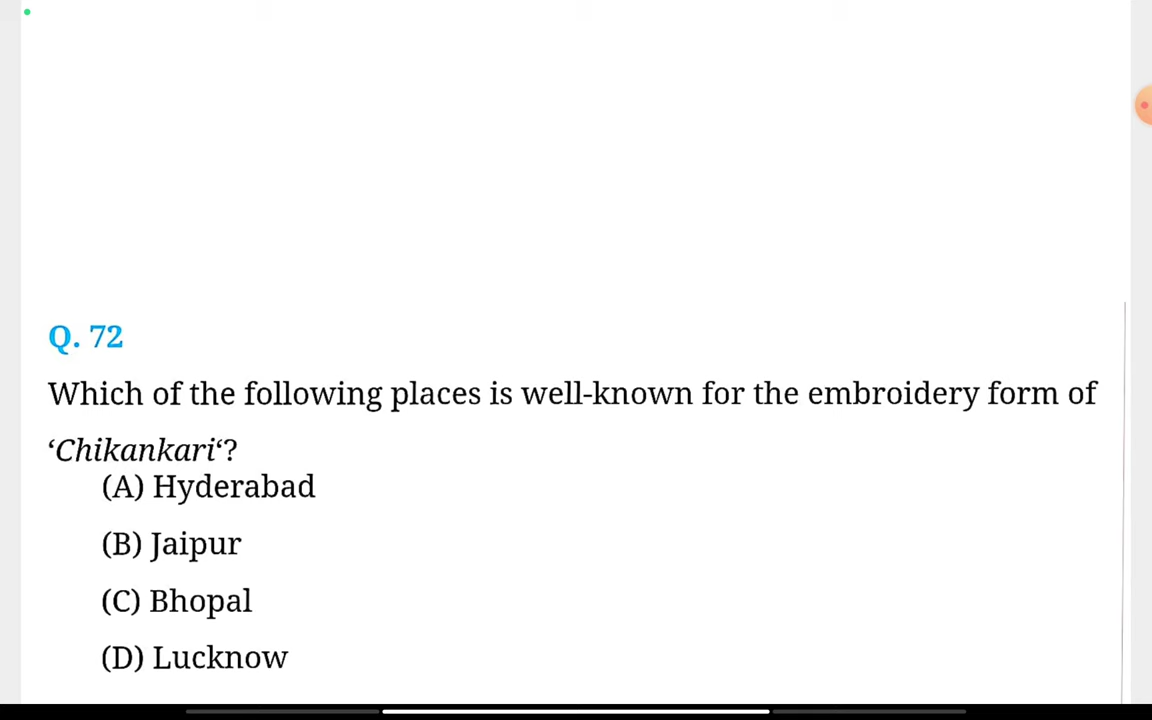 Q. 72
Which of the following places is well-known for the embroidery form of
‘Chikankari‘?
(A) Hyderabad
(B) Jaipur
(C) Bhopal
(D) Lucknow